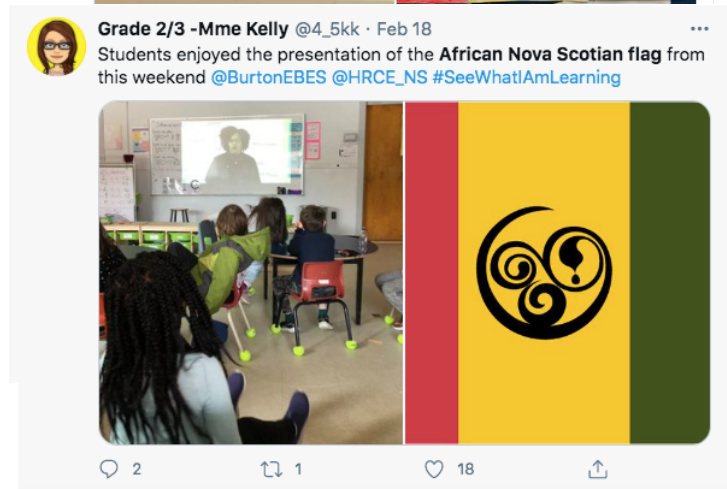 Grade 2/3 -Mme Kelly @4_5kk · Feb 18
Students enjoyed the presentation of the African Nova Scotian flag from
this weekend @BurtonEBES @HRCE_NS #SeeWhatIAmLearning
2
1
18